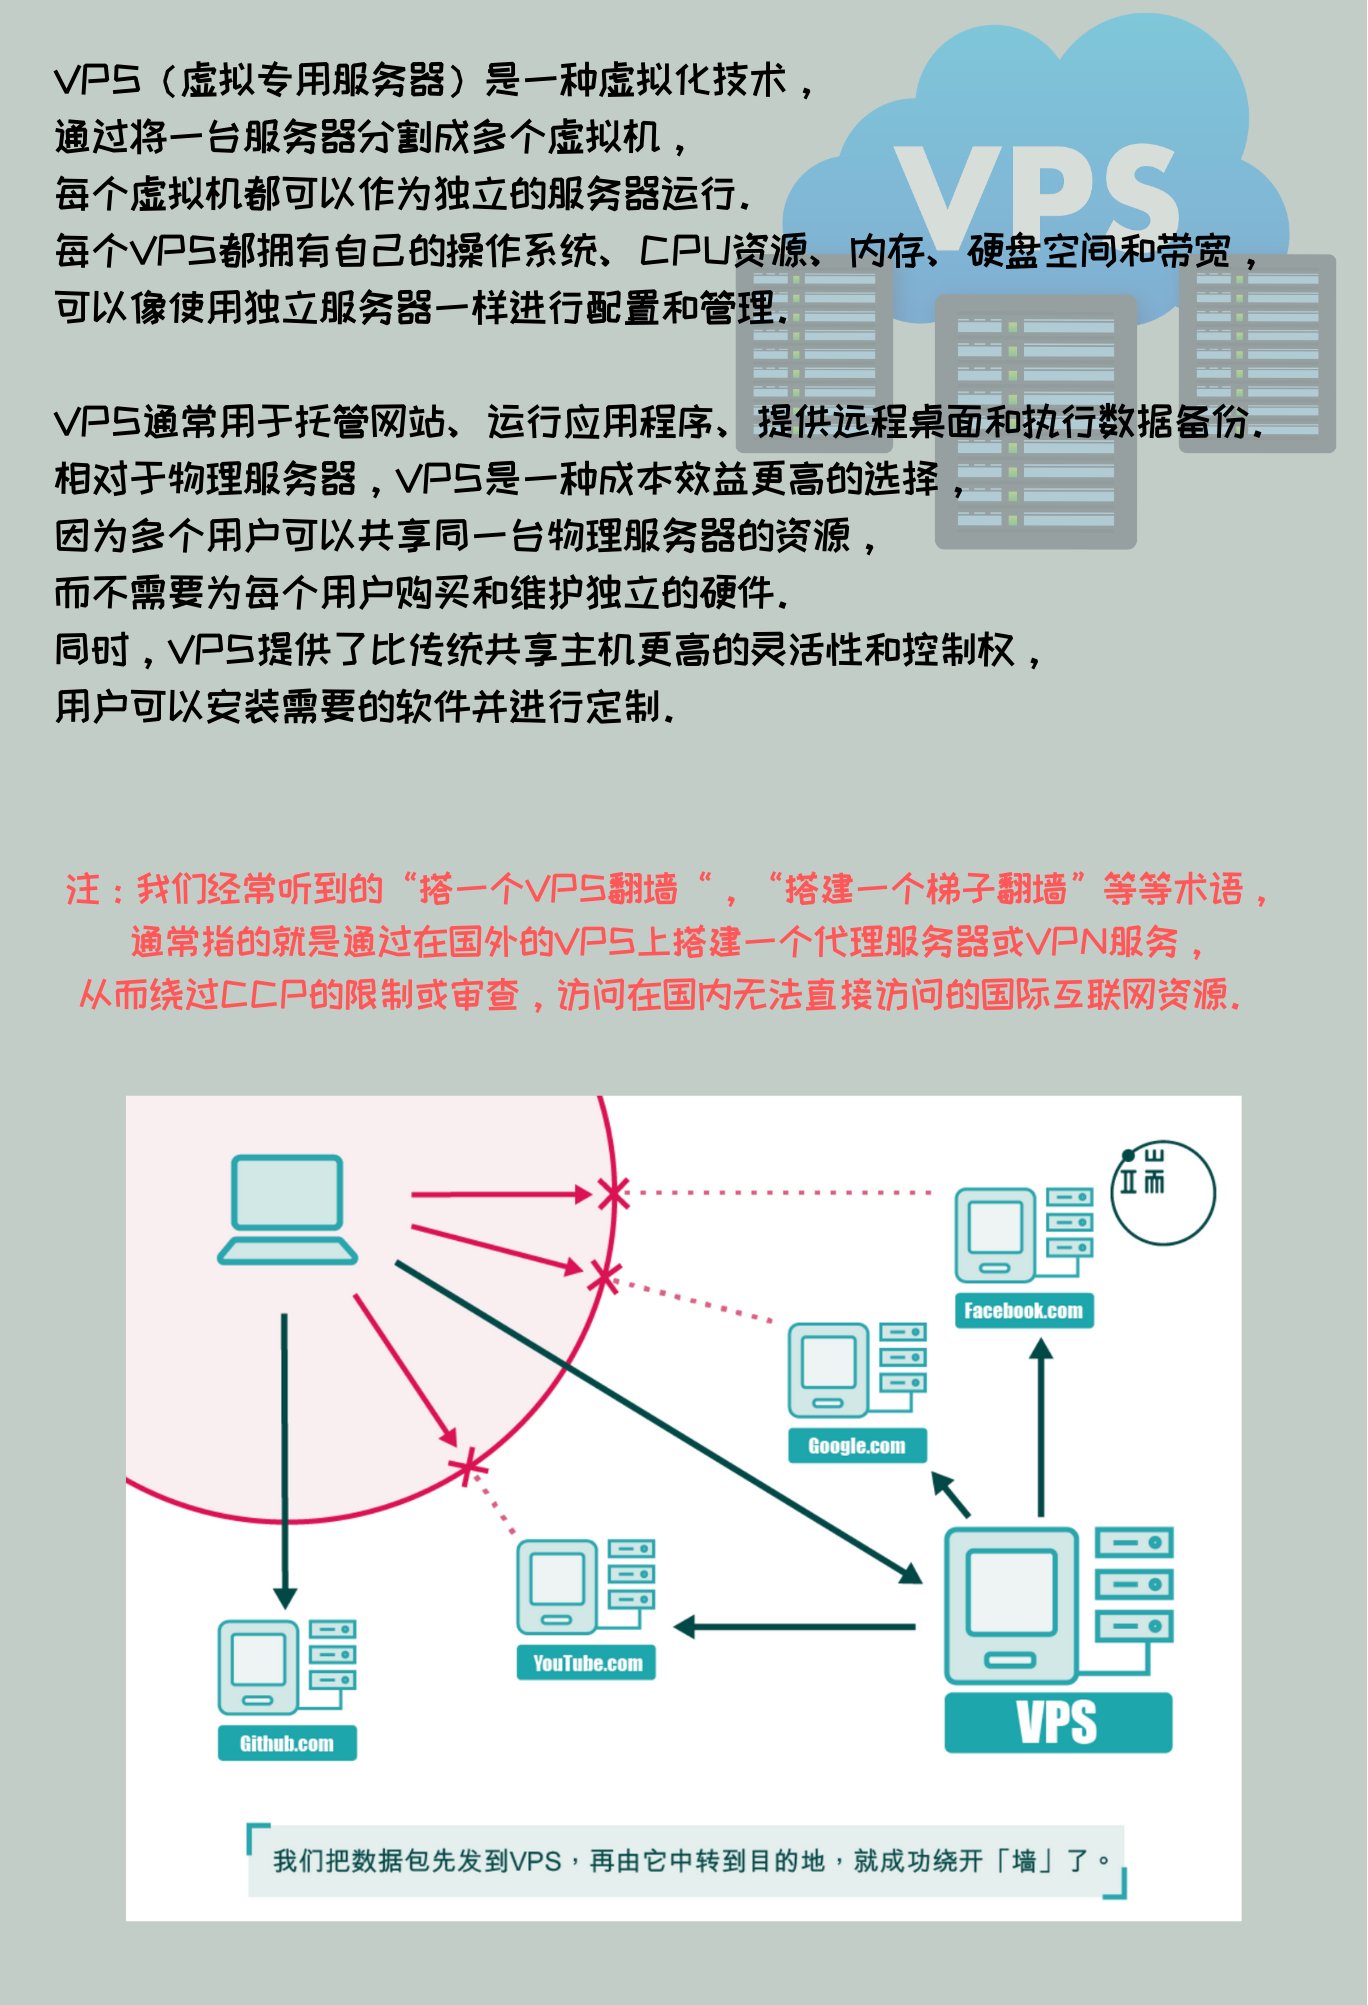 VPS（虚拟专用服务器）是一种虚拟化技术，
通过将一台服务器分割成多个虚拟机，
每个虚拟机都可以作为独立的服务器运行.
每个VPS都拥有自己的操作系统、CPU资源、内存、硬盘空间和带宽，
可以像使用独立服务器一样进行配置和管理.
VPS
VPS通常用于托管网站、运行应用程序、提供远程桌面和执行数据备份.
相对于物理服务器，VPS是一种成本效益更高的选择，
因为多个用户可以共享同一台物理服务器的资源，
而不需要为每个用户购买和维护独立的硬件.
同时，VPS提供了比传统共享主机更高的灵活性和控制权，
用户可以安装需要的软件并进行定制.
注：我们经常听到的“搭一个VPS翻墙“，“搭建一个梯子翻墙”等等术语，
通常指的就是通过在国外的VPS上搭建一个代理服务器或VPN服务，
从而绕过CCP的限制或审查，访问在国内无法直接访问的国际互联网资源.
端
Facebook.com
Google.com
YouTube.com
Github.com
VPS
我们把数据包先发到VPS，再由它中转到目的地，就成功绕开「墙」了。